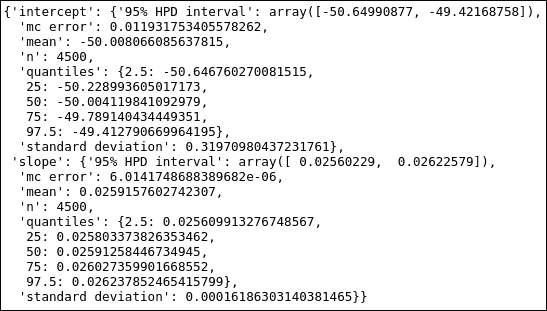 {'intercept': {'95% HPD interval': array([-50.64990877, -49.42168758]),
'mc error': 0.011931753405578262,
'mean': -50.008066085637815,
'n': 4500,
'quantiles': {2.5: -50.646760270081515,
25: -50.228993605017173,
50: -50.004119841092979,
75: -49.789140434449351,
97.5: -49.412790669964195},
'standard deviation': 0.31970980437231761},
'slope': {'95% HPD interval': array([ 0.02560229,  0.02622579]),
'mc error': 6.0141748688389682e-06,
'mean': 0.0259157602742307,
'n': 4500,
'quantiles': {2.5: 0.025609913276748567,
25: 0.025803373826353462,
50: 0.02591258446734945,
75: 0.026027359901668552,
97.5: 0.026237852465415799},
'standard deviation': 0.00016186303140381465}}